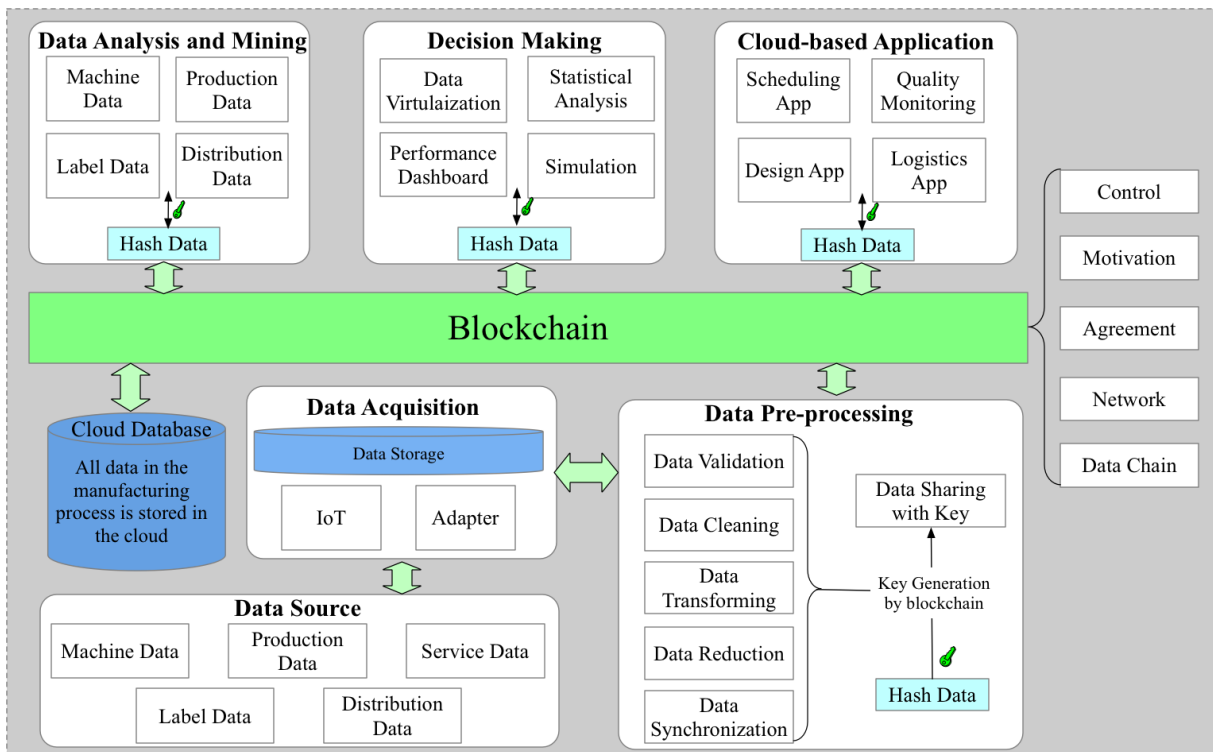 Data Analysis and Mining
Machine
Data
Production
Data
Label Data
Distribution
Data
Hash Data
Decision Making
Data
Virtulaization
Statistical
Analysis
Performance
Dashboard
Simulation
Hash Data
Cloud-based Application
Scheduling
App
Quality
Monitoring
Design App
Logistics
App
Hash Data
Control
Motivation
Agreement
Network
Data Chain
Blockchain
Cloud Database
All data in the
manufacturing
process is stored in
the cloud
Data Acquisition
Data Storage
IoT
Adapter
Data Source
Machine Data
Production
Data
Service Data
Label Data
Distribution
Data
Data Pre-processing
Data Validation
Data Cleaning
Data
Transforming
Data Reduction
Data
Synchronization
Data Sharing
with Key
Key Generation
by blockchain
Hash Data